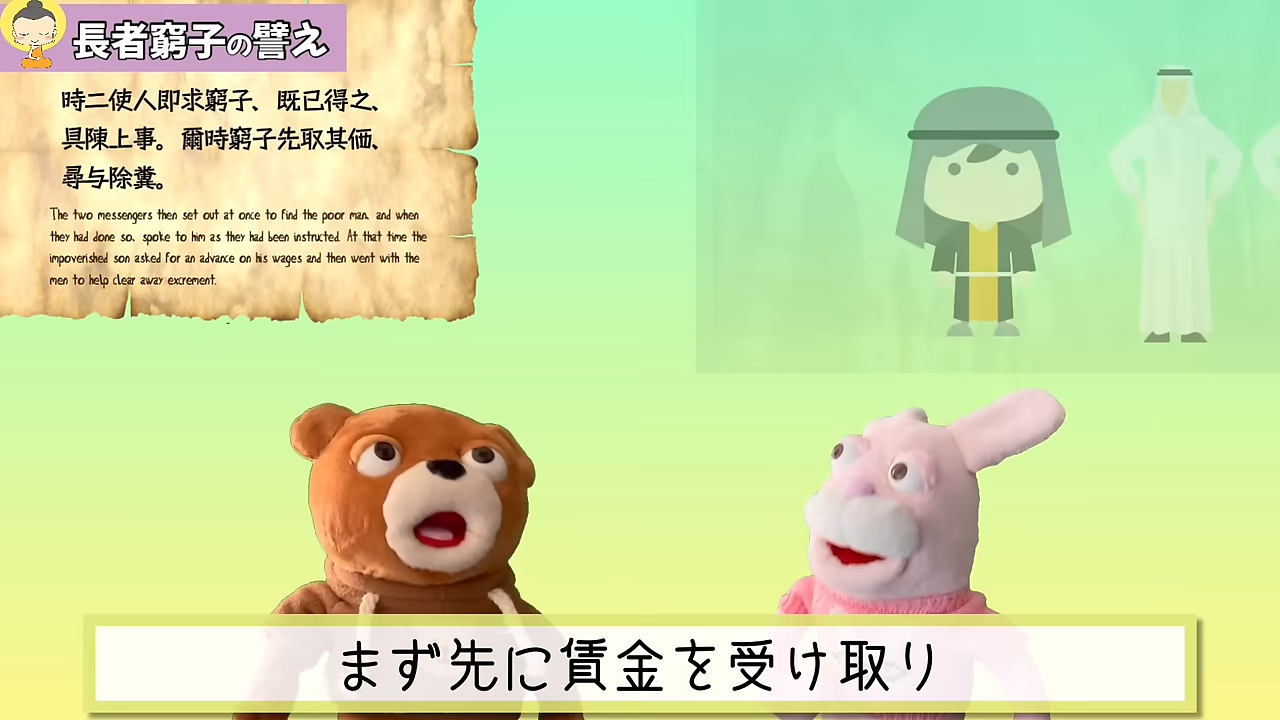 長者窮子の譬え
時二使人即求窮子、既已得之、
具陳上事。爾時窮子先取其価、
尋与除糞。
The two messengers then set out at once to find the poor man, and when
they had done so, spoke to him as they had been instructed. At that time the
impoverished son asked for an advance on his wages and then went with the
men to help clear away excrement.
まず先に賃金を受け取り